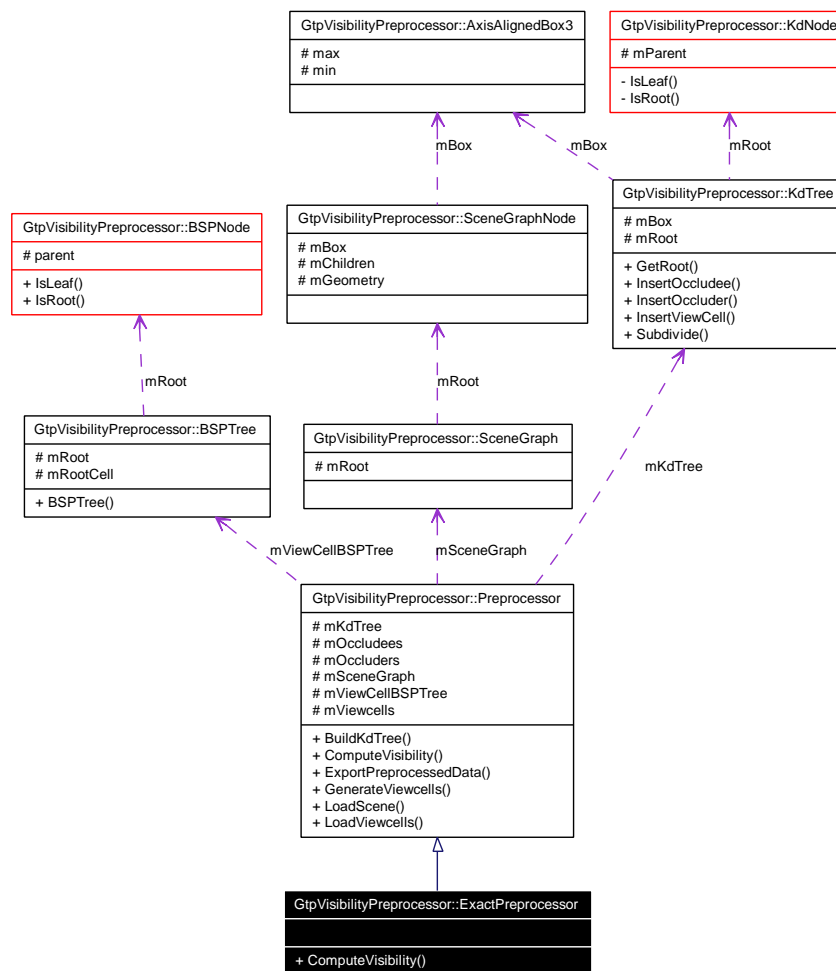 GtpVisibilityPreprocessor::AxisAlignedBox3
# max
# min
GtpVisibilityPreprocessor::KdNode
# mParent
- IsLeaf()
- IsRoot()
mBox
mBox
mRoot
GtpVisibilityPreprocessor::BSPNode
# parent
+ IsLeaf()
+ IsRoot()
GtpVisibilityPreprocessor::SceneGraphNode
# mBox
# mChildren
# mGeometry
GtpVisibilityPreprocessor::KdTree
# mBox
# mRoot
+ GetRoot()
+ InsertOccludee()
+ InsertOccluder()
+ InsertViewCell()
+ Subdivide()
mRoot
mRoot
mKdTree
GtpVisibilityPreprocessor::BSPTree
# mRoot
# mRootCell
+ BSPTree()
GtpVisibilityPreprocessor::SceneGraph
# mRoot
mViewCellBSPTree
mSceneGraph
GtpVisibilityPreprocessor::Preprocessor
# mKdTree
# mOccludees
# mOccluders
# mSceneGraph
# mViewCellBSPTree
# mViewcells
+ BuildKdTree()
+ ComputeVisibility()
+ ExportPreprocessedData()
+ GenerateViewcells()
+ LoadScene()
+ LoadViewcells()
GtpVisibilityPreprocessor::ExactPreprocessor
+ ComputeVisibility()